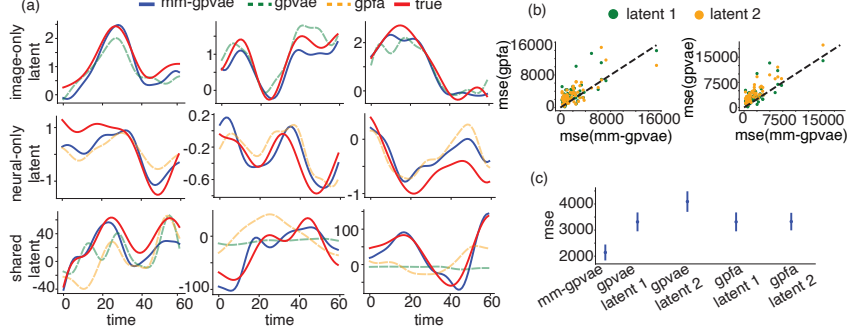 (a)
mm-gpvae gpvae gpfa true
image-only
latent
2
1
0
2
1
0
2
1
0
neural-only
latent
1
-1
0.2
-0.2
-0.6
1
0
-1
shared
latent
40
0
-40
0
-100
100
0
0 20 40 60
time
0 20 40 60
time
0 20 40 60
time
(b)
latent 1 latent 2
mse(gpfa)
16000
8000
0
0 5000 15000
mse(mm-gpvae)
mse(gpvae)
15000
7500
0
0 7500 15000
mse(mm-gpvae)
(c)
mse
4000
3000
2000
mm-gpvae
gpvae
latent 1
gpvae
latent 2
gpfa
latent 1
gpfa
latent 2